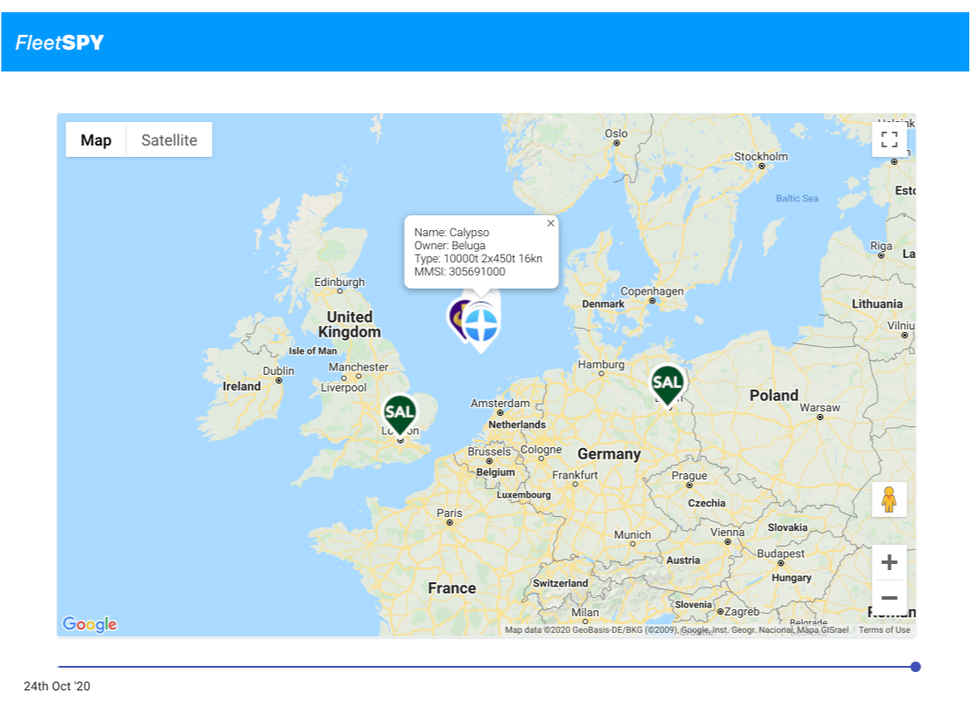 FleetSPY
Map Satellite
Oslo
Stockholm
Baltic Sea
Riga
Edinburgh
United
Kingdom
Isle of Man
Dublin
Ireland
Manchester
Liverpool
Name: Calypso
Owner: Beluga
Type: 10000t 2x450t 16kn
MMSI: 305691000
Copenhagen
Denmark
Lithuania
Hamburg
SAL
Poland
Warsaw
SAL
London
Amsterdam
Netherlands
Brussels
Cologne
Germany
Belgium
Frankfurt
Luxembourg
Prague
Czechia
Paris
Munich
Vienna
Slovakia
Austria
Budapest
Hungary
France
Switzerland
Slovenia
Zagreb
Milan
Belgrade
Google
Map data ©2020 GeoBasis-DE/BKG (©2009), Google, Inst. Geogr. Nacional, Mapa GISrael
Terms of Use
24th Oct '20